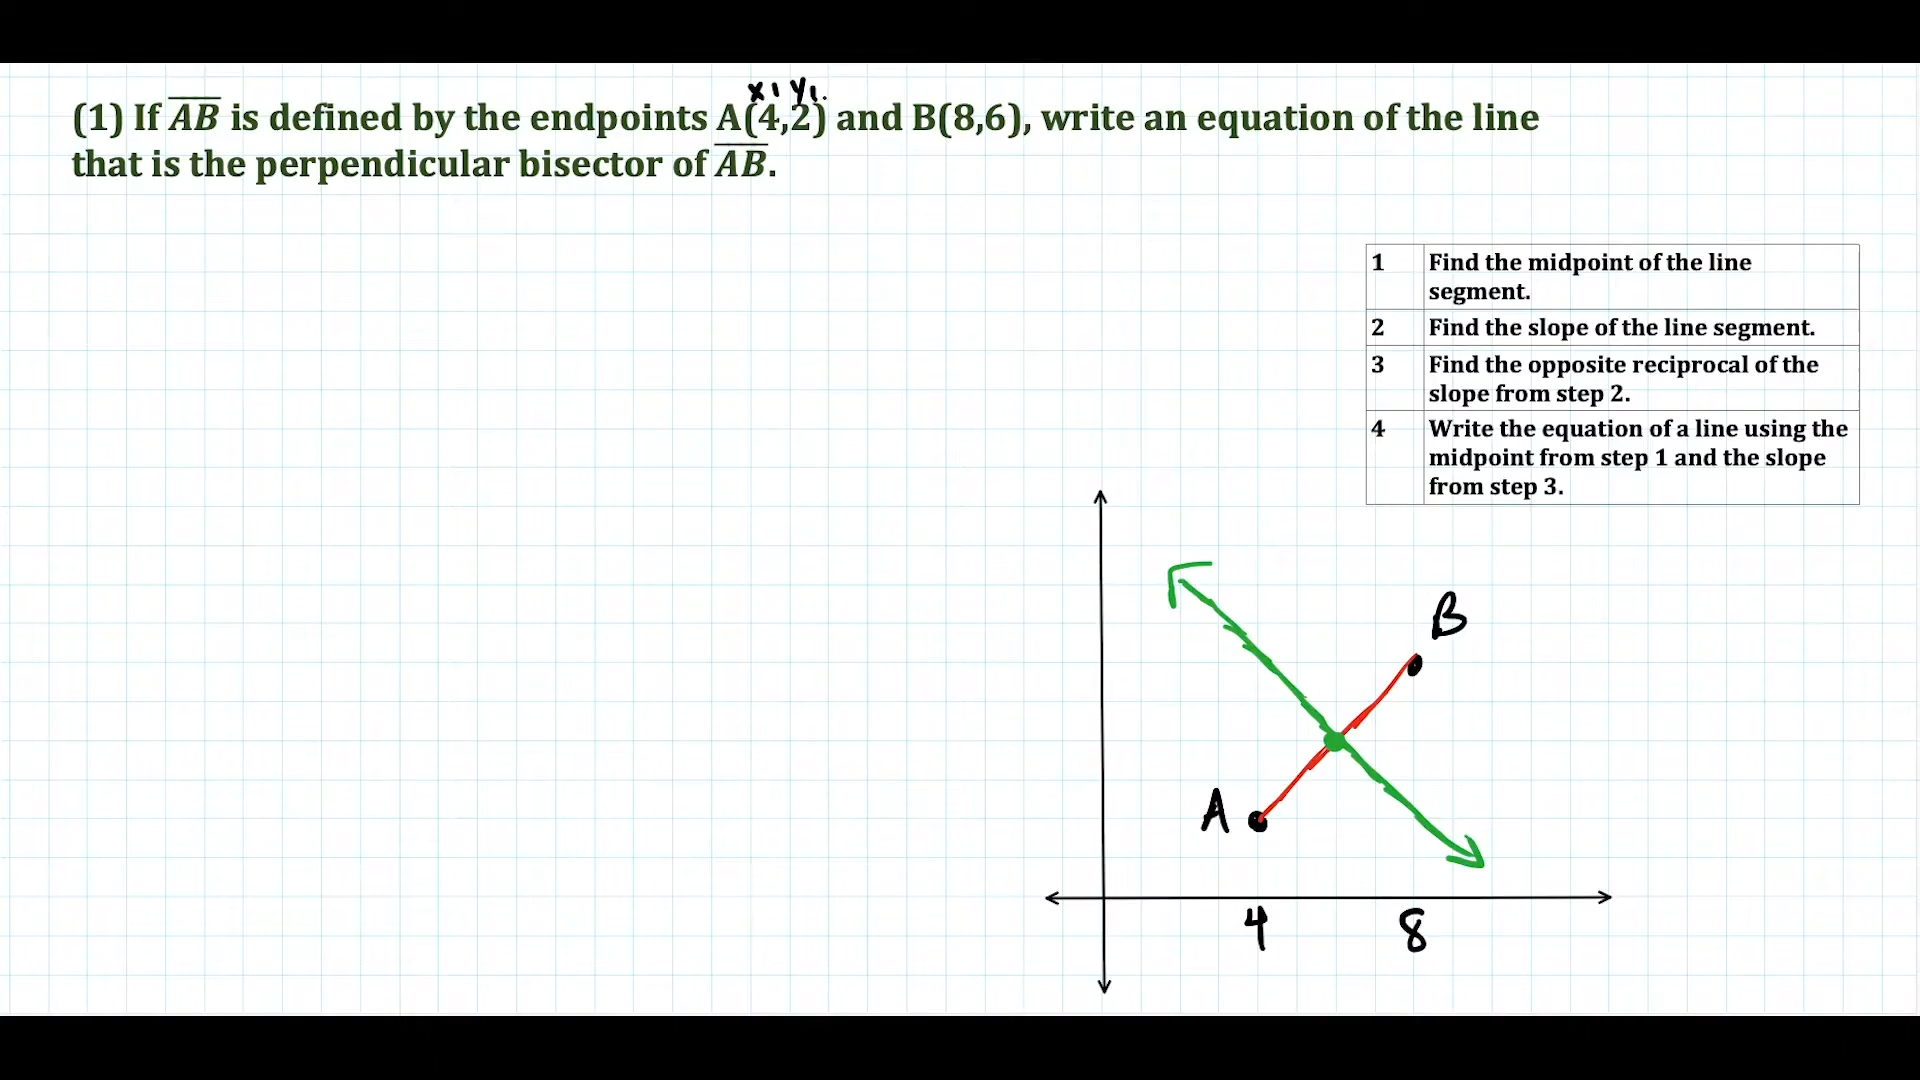 x1 y1.
(1) If AB is defined by the endpoints A(4,2) and B(8,6), write an equation of the line
that is the perpendicular bisector of AB.
1 Find the midpoint of the line
segment.
2 Find the slope of the line segment.
3 Find the opposite reciprocal of the
slope from step 2.
4 Write the equation of a line using the
midpoint from step 1 and the slope
from step 3.
B
A
4 8